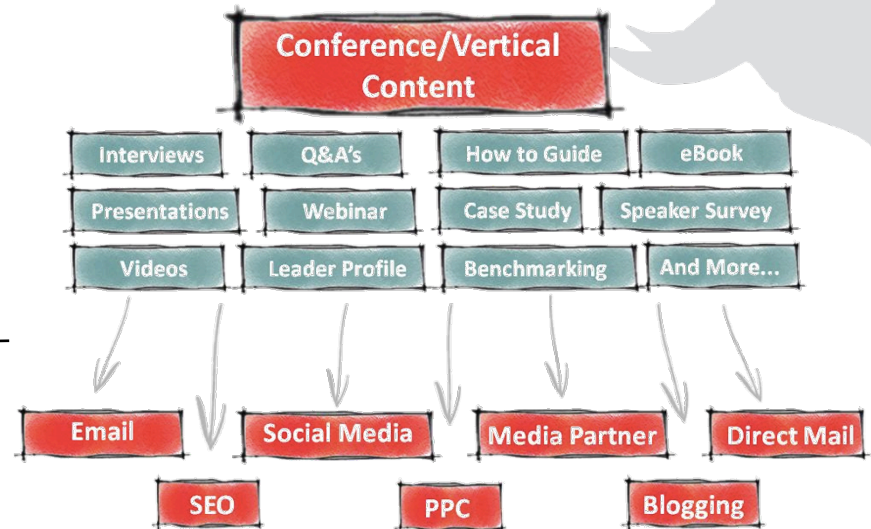 Conference/Vertical
Content
Interviews
Q&A's
How to Guide
eBook
Presentations
Webinar
Case Study
Speaker Survey
Videos
Leader Profile
Benchmarking
And More...
Email
Social Media
Media Partner
Direct Mail
SEO
PPC
Blogging